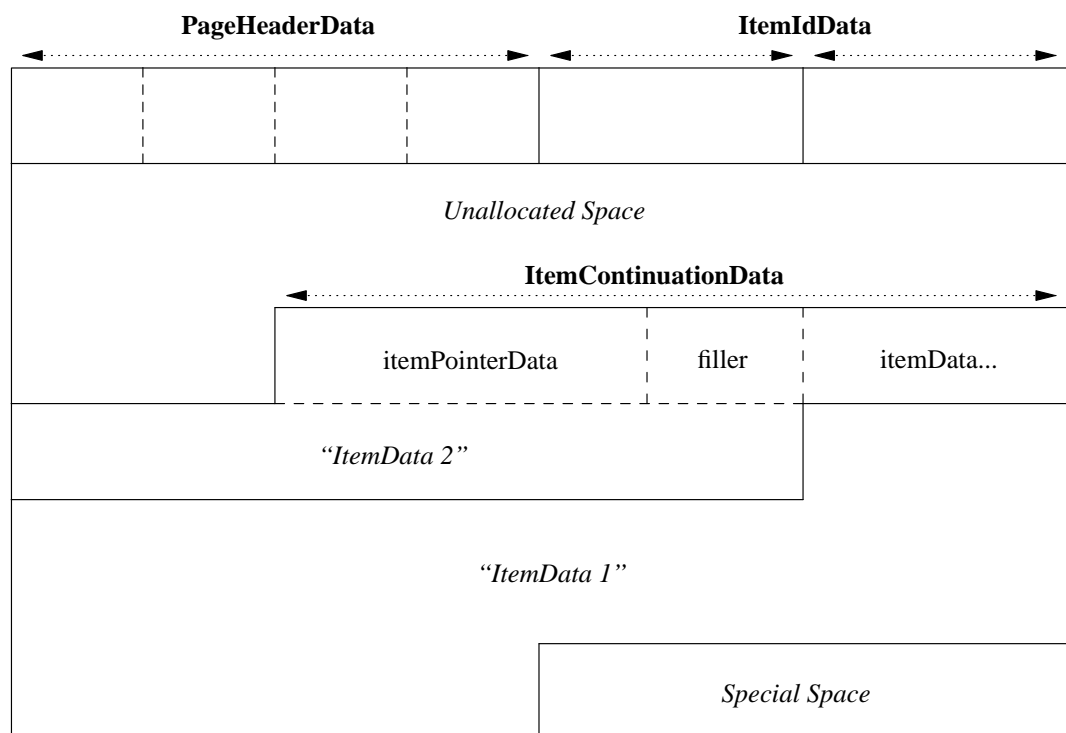 PageHeaderData ItemIdData
Unallocated Space
ItemContinuationData
itemPointerData filler itemData...
“ItemData 2”
“ItemData 1”
Special Space